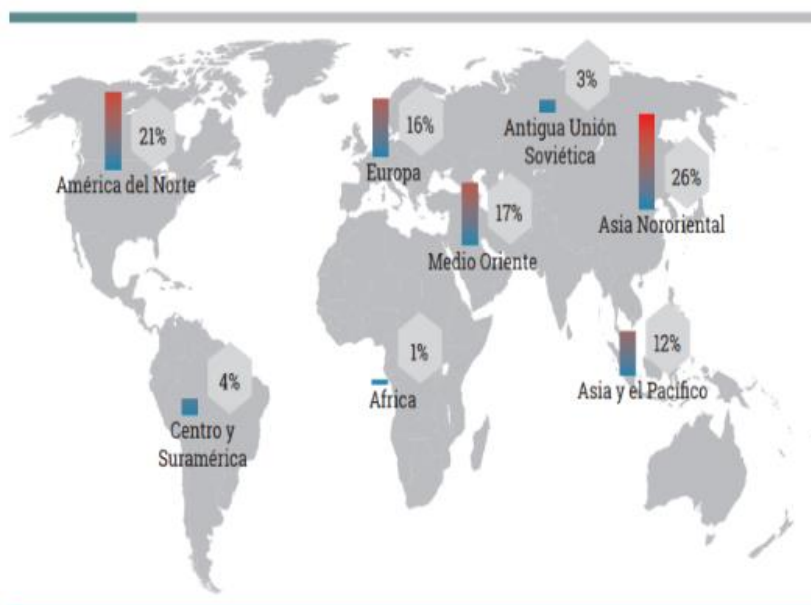 3%
21%
16%
Antigua Unión
Soviética
América del Norte
Europa
26%
17%
Asia Nororiental
Medio Oriente
12%
1%
4%
Asia y el Pacífico
Africa
Centro y
Suramérica